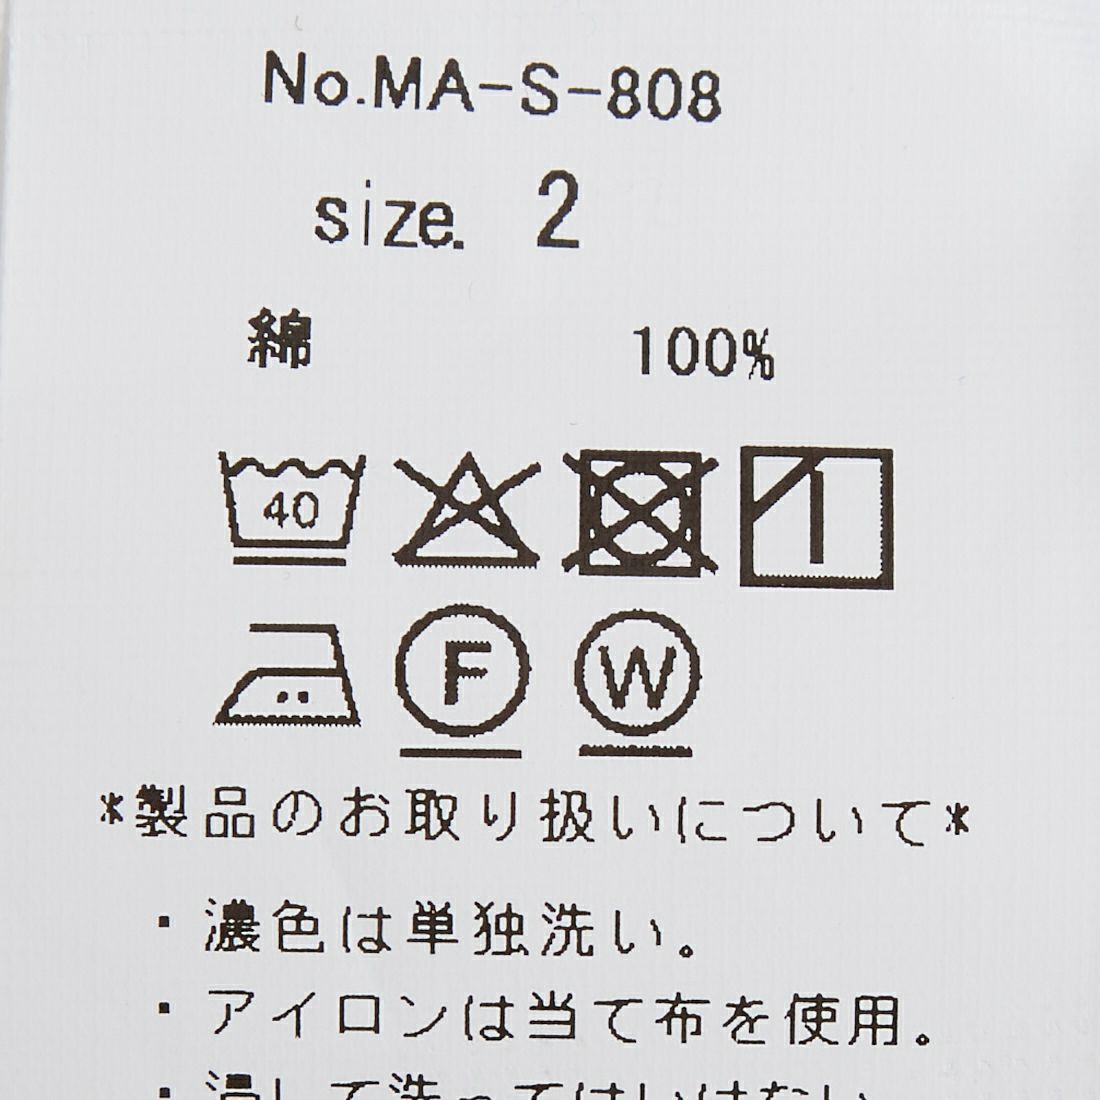 No.MA-S-808
size. 2
綿 100%
40
F W
*製品のお取り扱いについて*
・濃色は単独洗い。
・アイロンは当て布を使用。